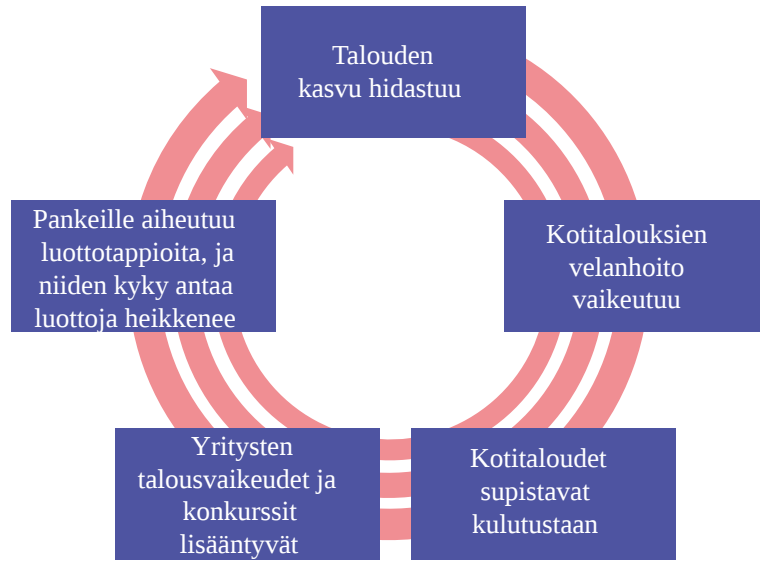 Talouden
kasvu hidastuu
Kotitalouksien
velanhoito
vaikeutuu
Kotitaloudet
supistavat
kulutustaan
Yritysten
talousvaikeudet ja
konkurssit
lisääntyvät
Pankeille aiheutuu
luottotappioita, ja
niiden kyky antaa
luottoja heikkenee